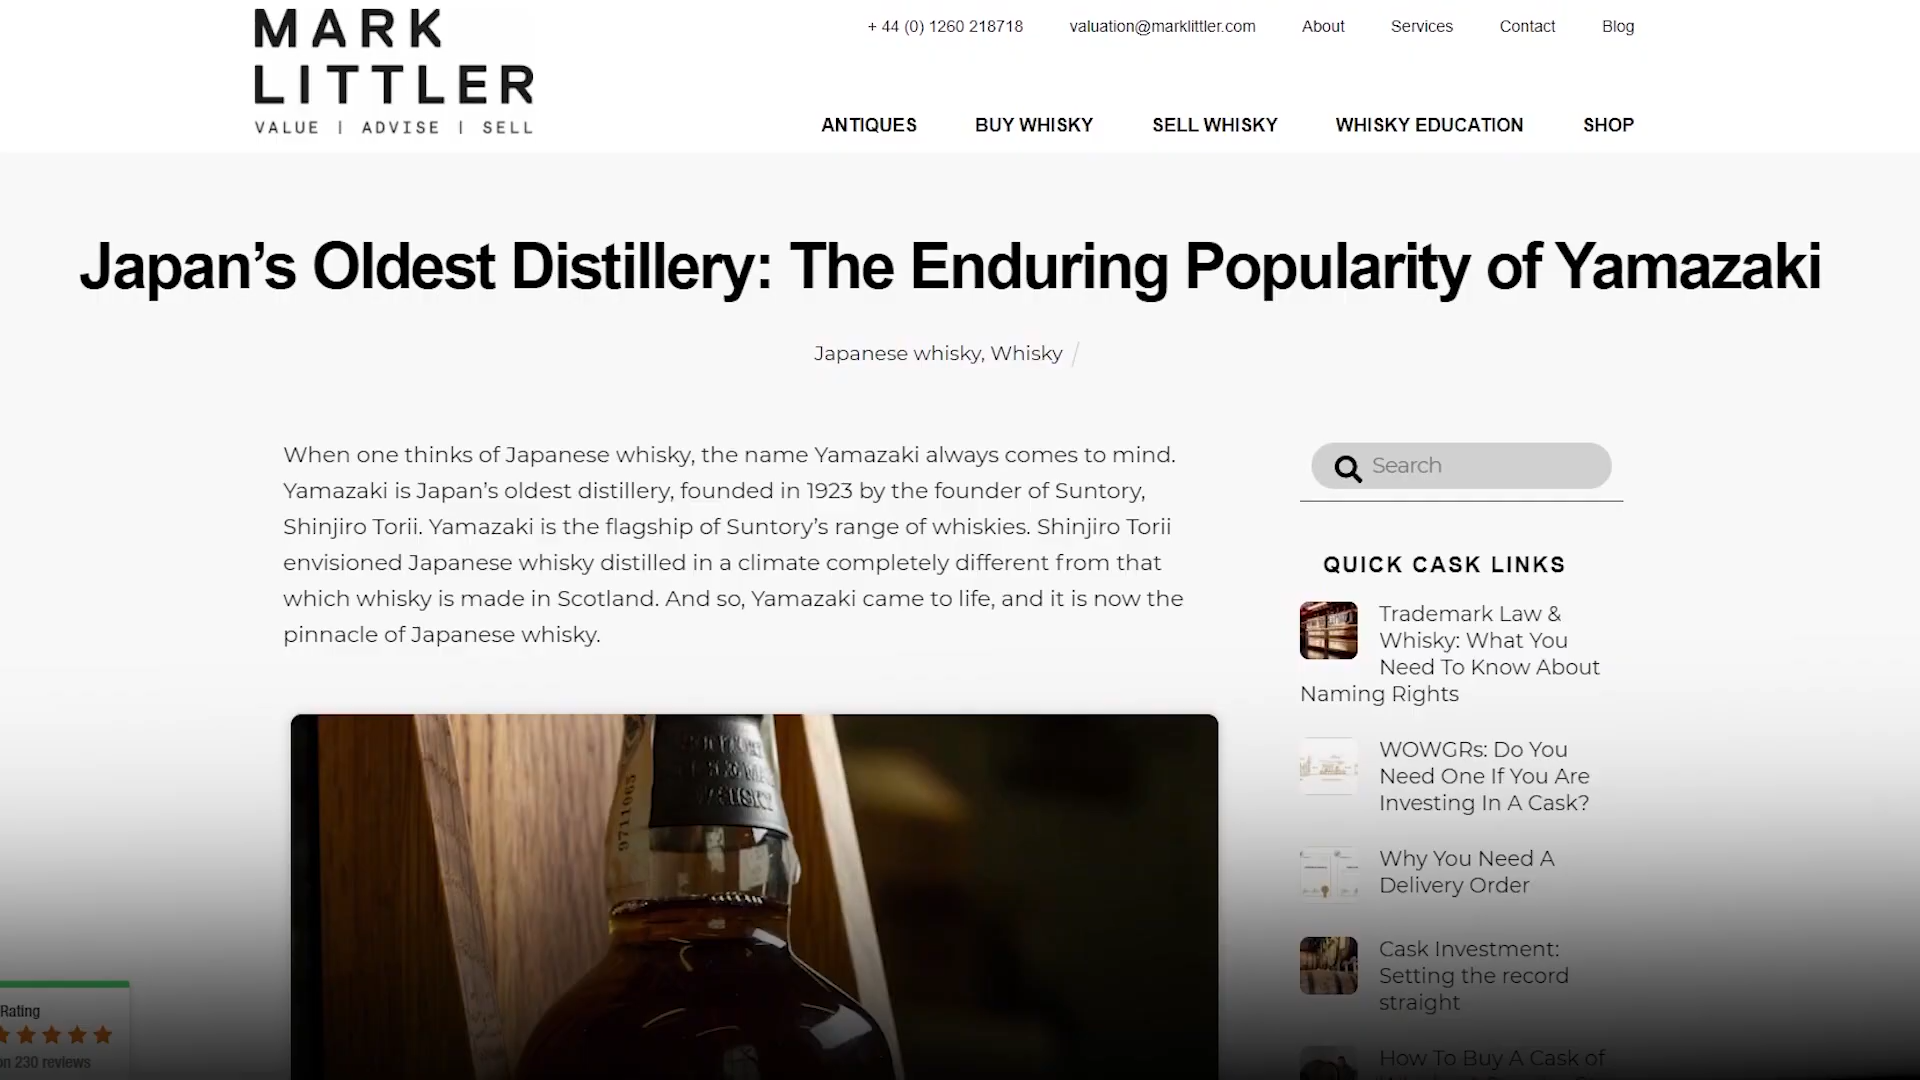 MARK
LITTLER
VALUE | ADVISE | SELL
+ 44 (0) 1260 218718
valuation@marklittler.com
About
Services
Contact
Blog
ANTIQUES
BUY WHISKY
SELL WHISKY
WHISKY EDUCATION
SHOP
Japan’s Oldest Distillery: The Enduring Popularity of Yamazaki
Japanese whisky, Whisky /
When one thinks of Japanese whisky, the name Yamazaki always comes to mind.
Yamazaki is Japan’s oldest distillery, founded in 1923 by the founder of Suntory,
Shinjiro Torii. Yamazaki is the flagship of Suntory’s range of whiskies. Shinjiro Torii
envisioned Japanese whisky distilled in a climate completely different from that
which whisky is made in Scotland. And so, Yamazaki came to life, and it is now the
pinnacle of Japanese whisky.
9711065
WHISKY
Search
QUICK CASK LINKS
Trademark Law &
Whisky: What You
Need To Know About
Naming Rights
WOWGRs: Do You
Need One If You Are
Investing In A Cask?
Why You Need A
Delivery Order
Cask Investment:
Setting the record
straight
How To Buy A Cask of
Rating
on 230 reviews